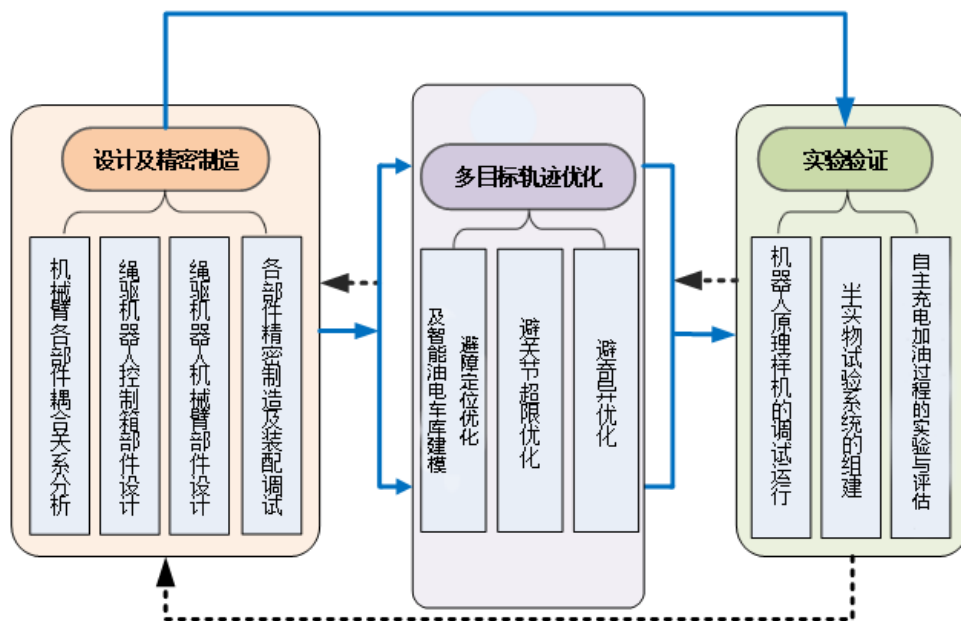 设计及精密制造
机械臂各部件耦合关系分析
绳驱机器人控制箱部件设计
绳驱机器人机械臂部件设计
各部件精密制造及装配调试
多目标轨迹优化
避障定位优化
及智能油电车库建模
避关节超限优化
避奇异优化
实验验证
机器人原理样机的调试运行
半实物试验系统的组建
自主充电加油过程的实验与评估